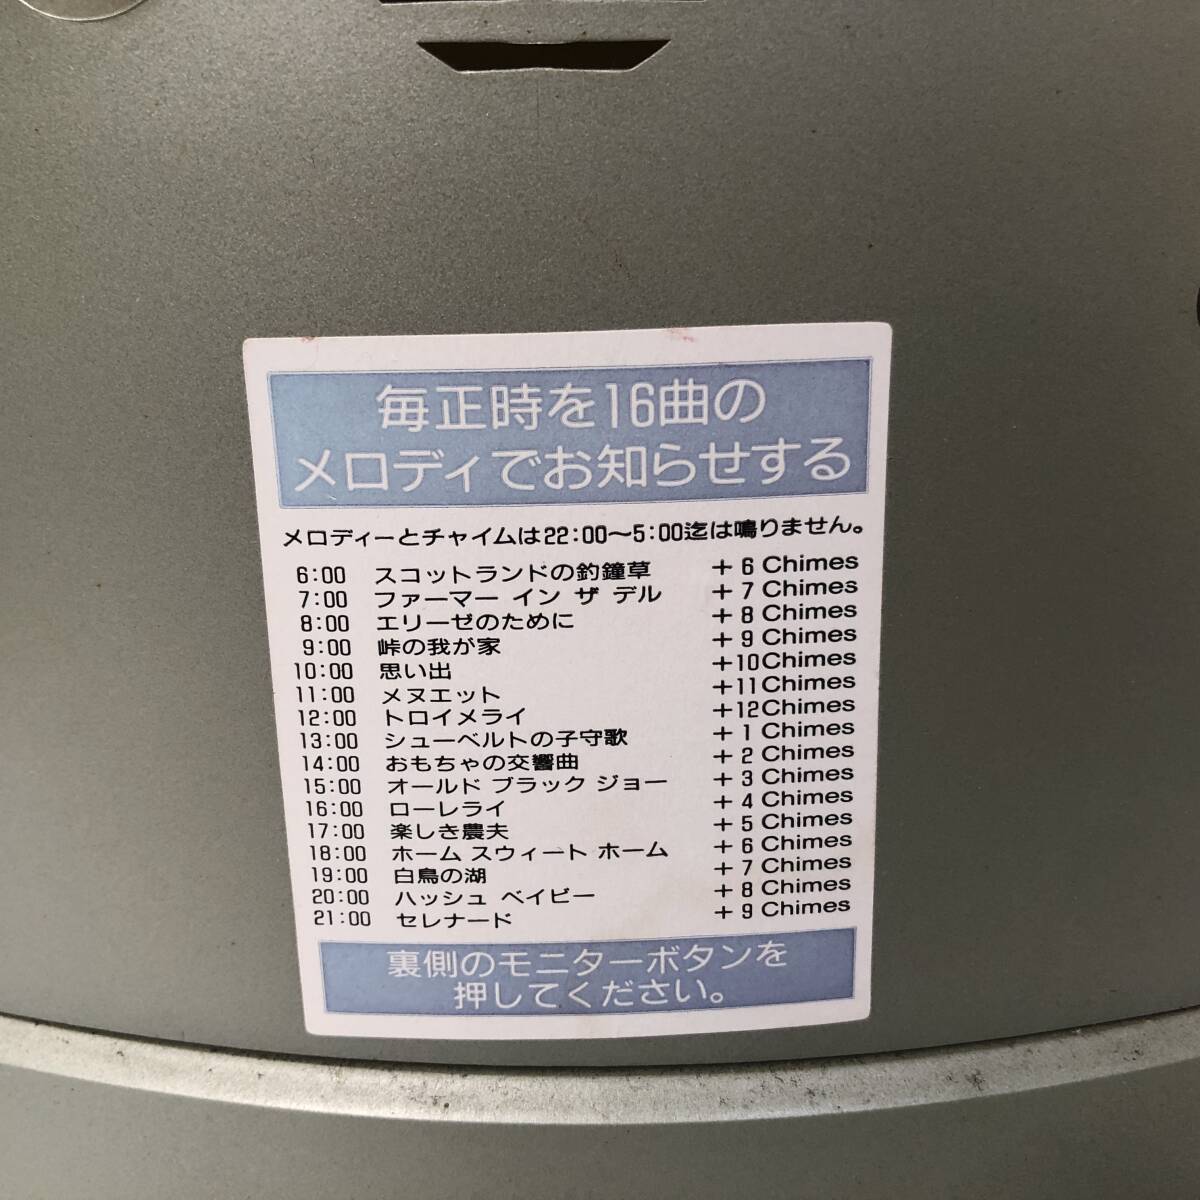 毎正時を16曲の
メロディでお知らせする
メロディーとチャイムは22:00〜5:00迄は鳴りません。
6:00 スコットランドの釣鐘草 + 6 Chimes
7:00 ファーマー イン ザ デル + 7 Chimes
8:00 エリーゼのために + 8 Chimes
9:00 峠の我が家 + 9 Chimes
10:00 思い出 +10Chimes
11:00 メヌエット +11Chimes
12:00 トロイメライ +12Chimes
13:00 シューベルトの子守歌 + 1 Chimes
14:00 おもちゃの交響曲 + 2 Chimes
15:00 オールド ブラック ジョー + 3 Chimes
16:00 ローレライ + 4 Chimes
17:00 楽しき農夫 + 5 Chimes
18:00 ホーム スウィート ホーム + 6 Chimes
19:00 白鳥の湖 + 7 Chimes
20:00 ハッシュ ベイビー + 8 Chimes
21:00 セレナード + 9 Chimes
裏側のモニターボタンを
押してください。